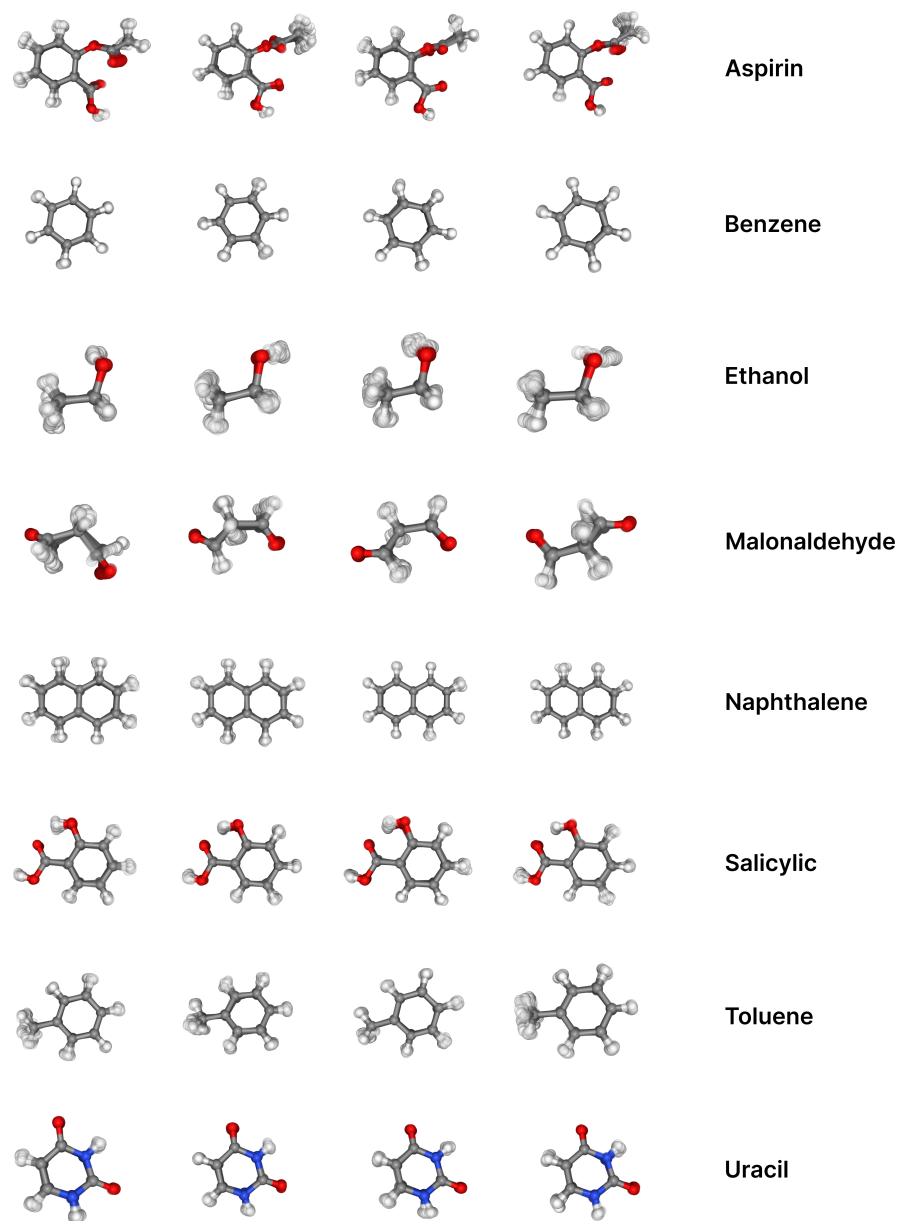 Aspirin
Benzene
Ethanol
Malonaldehyde
Naphthalene
Salicylic
Toluene
Uracil